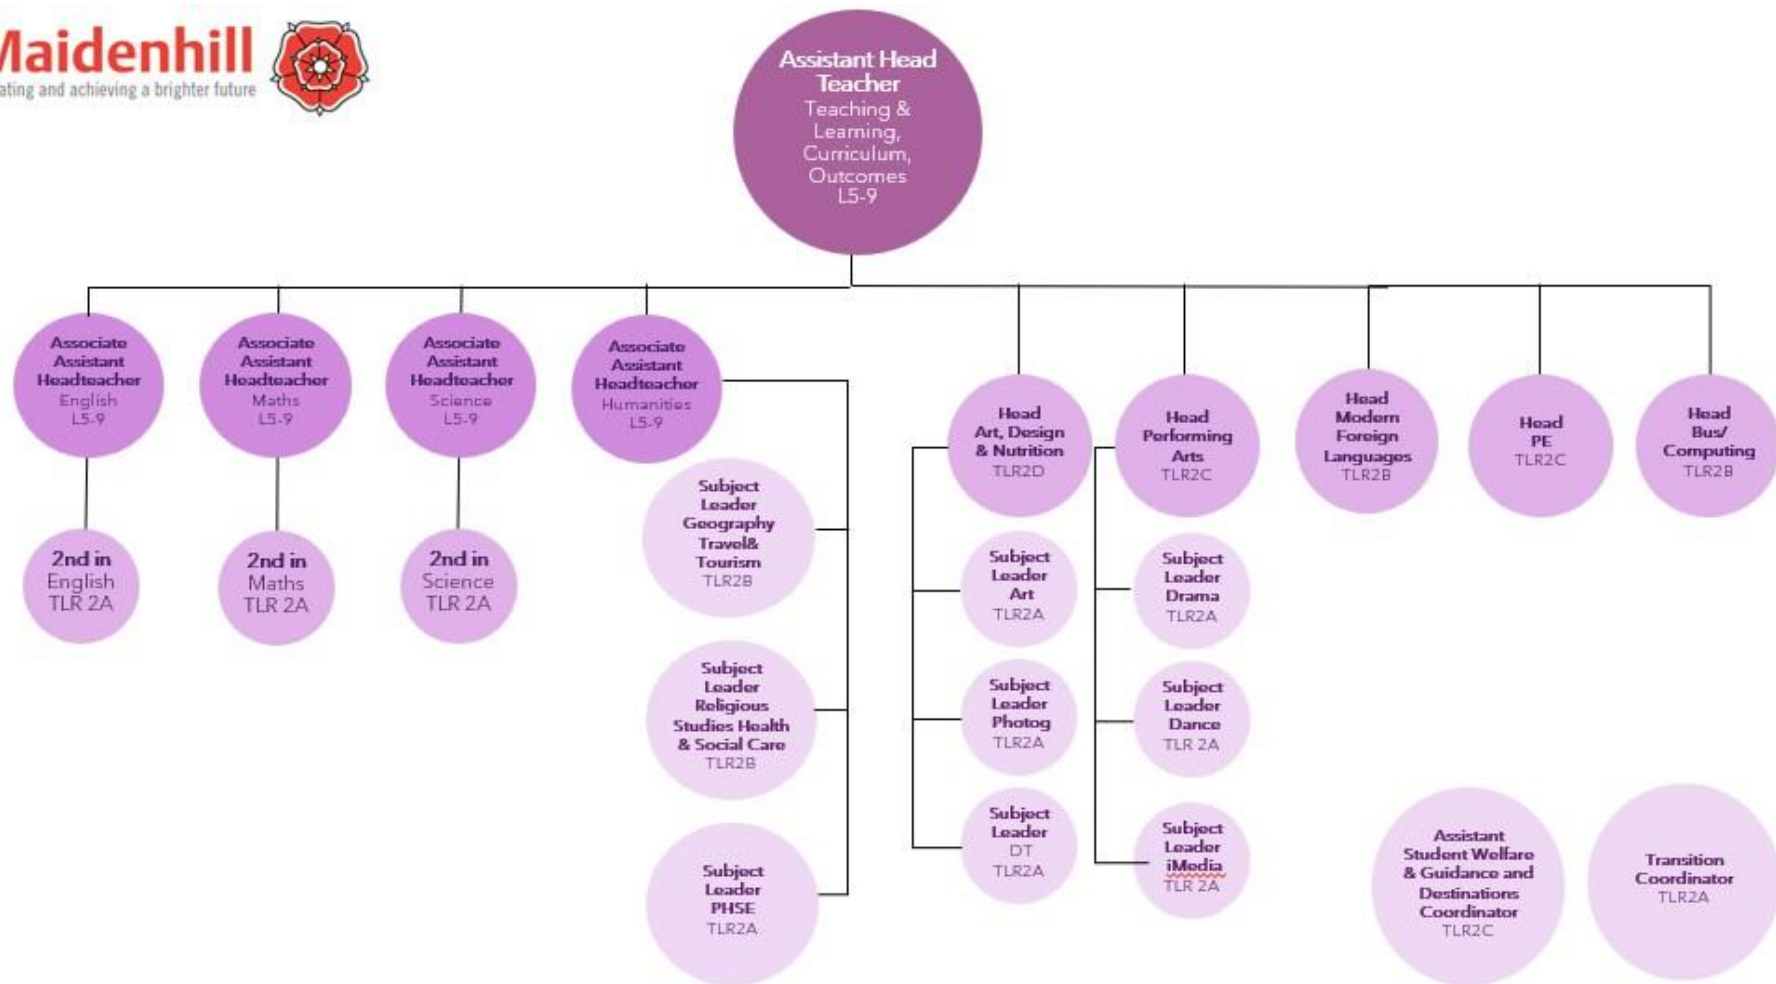 Maidenhill
ating and achieving a brighter future
Assistant Head
Teacher
Teaching &
Learning,
Curriculum,
Outcomes
L5-9
Associate
Assistant
Headteacher
English
L5-9
Associate
Assistant
Headteacher
Maths
L5-9
Associate
Assistant
Headteacher
Science
L5-9
Associate
Assistant
Headteacher
Humanities
L5-9
Head
Art, Design
& Nutrition
TLR2D
Head
Performing
Arts
TLR2C
Head
Modern
Foreign
Languages
TLR2B
Head
PE
TLR2C
Head
Bus/
Computing
TLR2B
2nd in
English
TLR 2A
2nd in
Maths
TLR 2A
2nd in
Science
TLR 2A
Subject
Leader
Geography
Travel&
Tourism
TLR2B
Subject
Leader
Religious
Studies Health
& Social Care
TLR2B
Subject
Leader
PHSE
TLR2A
Subject
Leader
Art
TLR2A
Subject
Leader
Photog
TLR2A
Subject
Leader
DT
TLR2A
Subject
Leader
Drama
TLR2A
Subject
Leader
Dance
TLR 2A
Subject
Leader
iMedia
TLR 2A
Assistant
Student Welfare
& Guidance and
Destinations
Coordinator
TLR2C
Transition
Coordinator
TLR2A